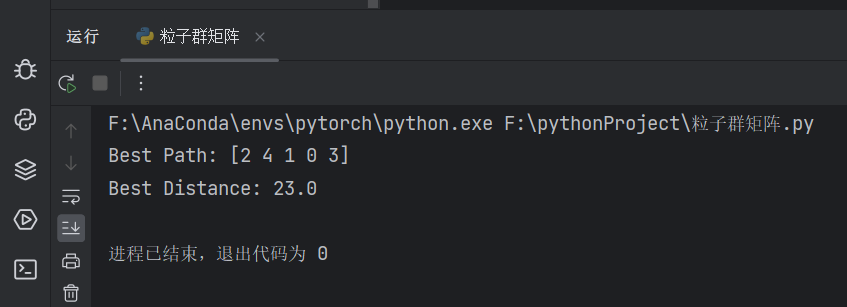 运行 粒子群矩阵
F:\AnaConda\envs\pytorch\python.exe F:\pythonProject\粒子群矩阵.py
Best Path: [2 4 1 0 3]
Best Distance: 23.0
进程已结束，退出代码为 0